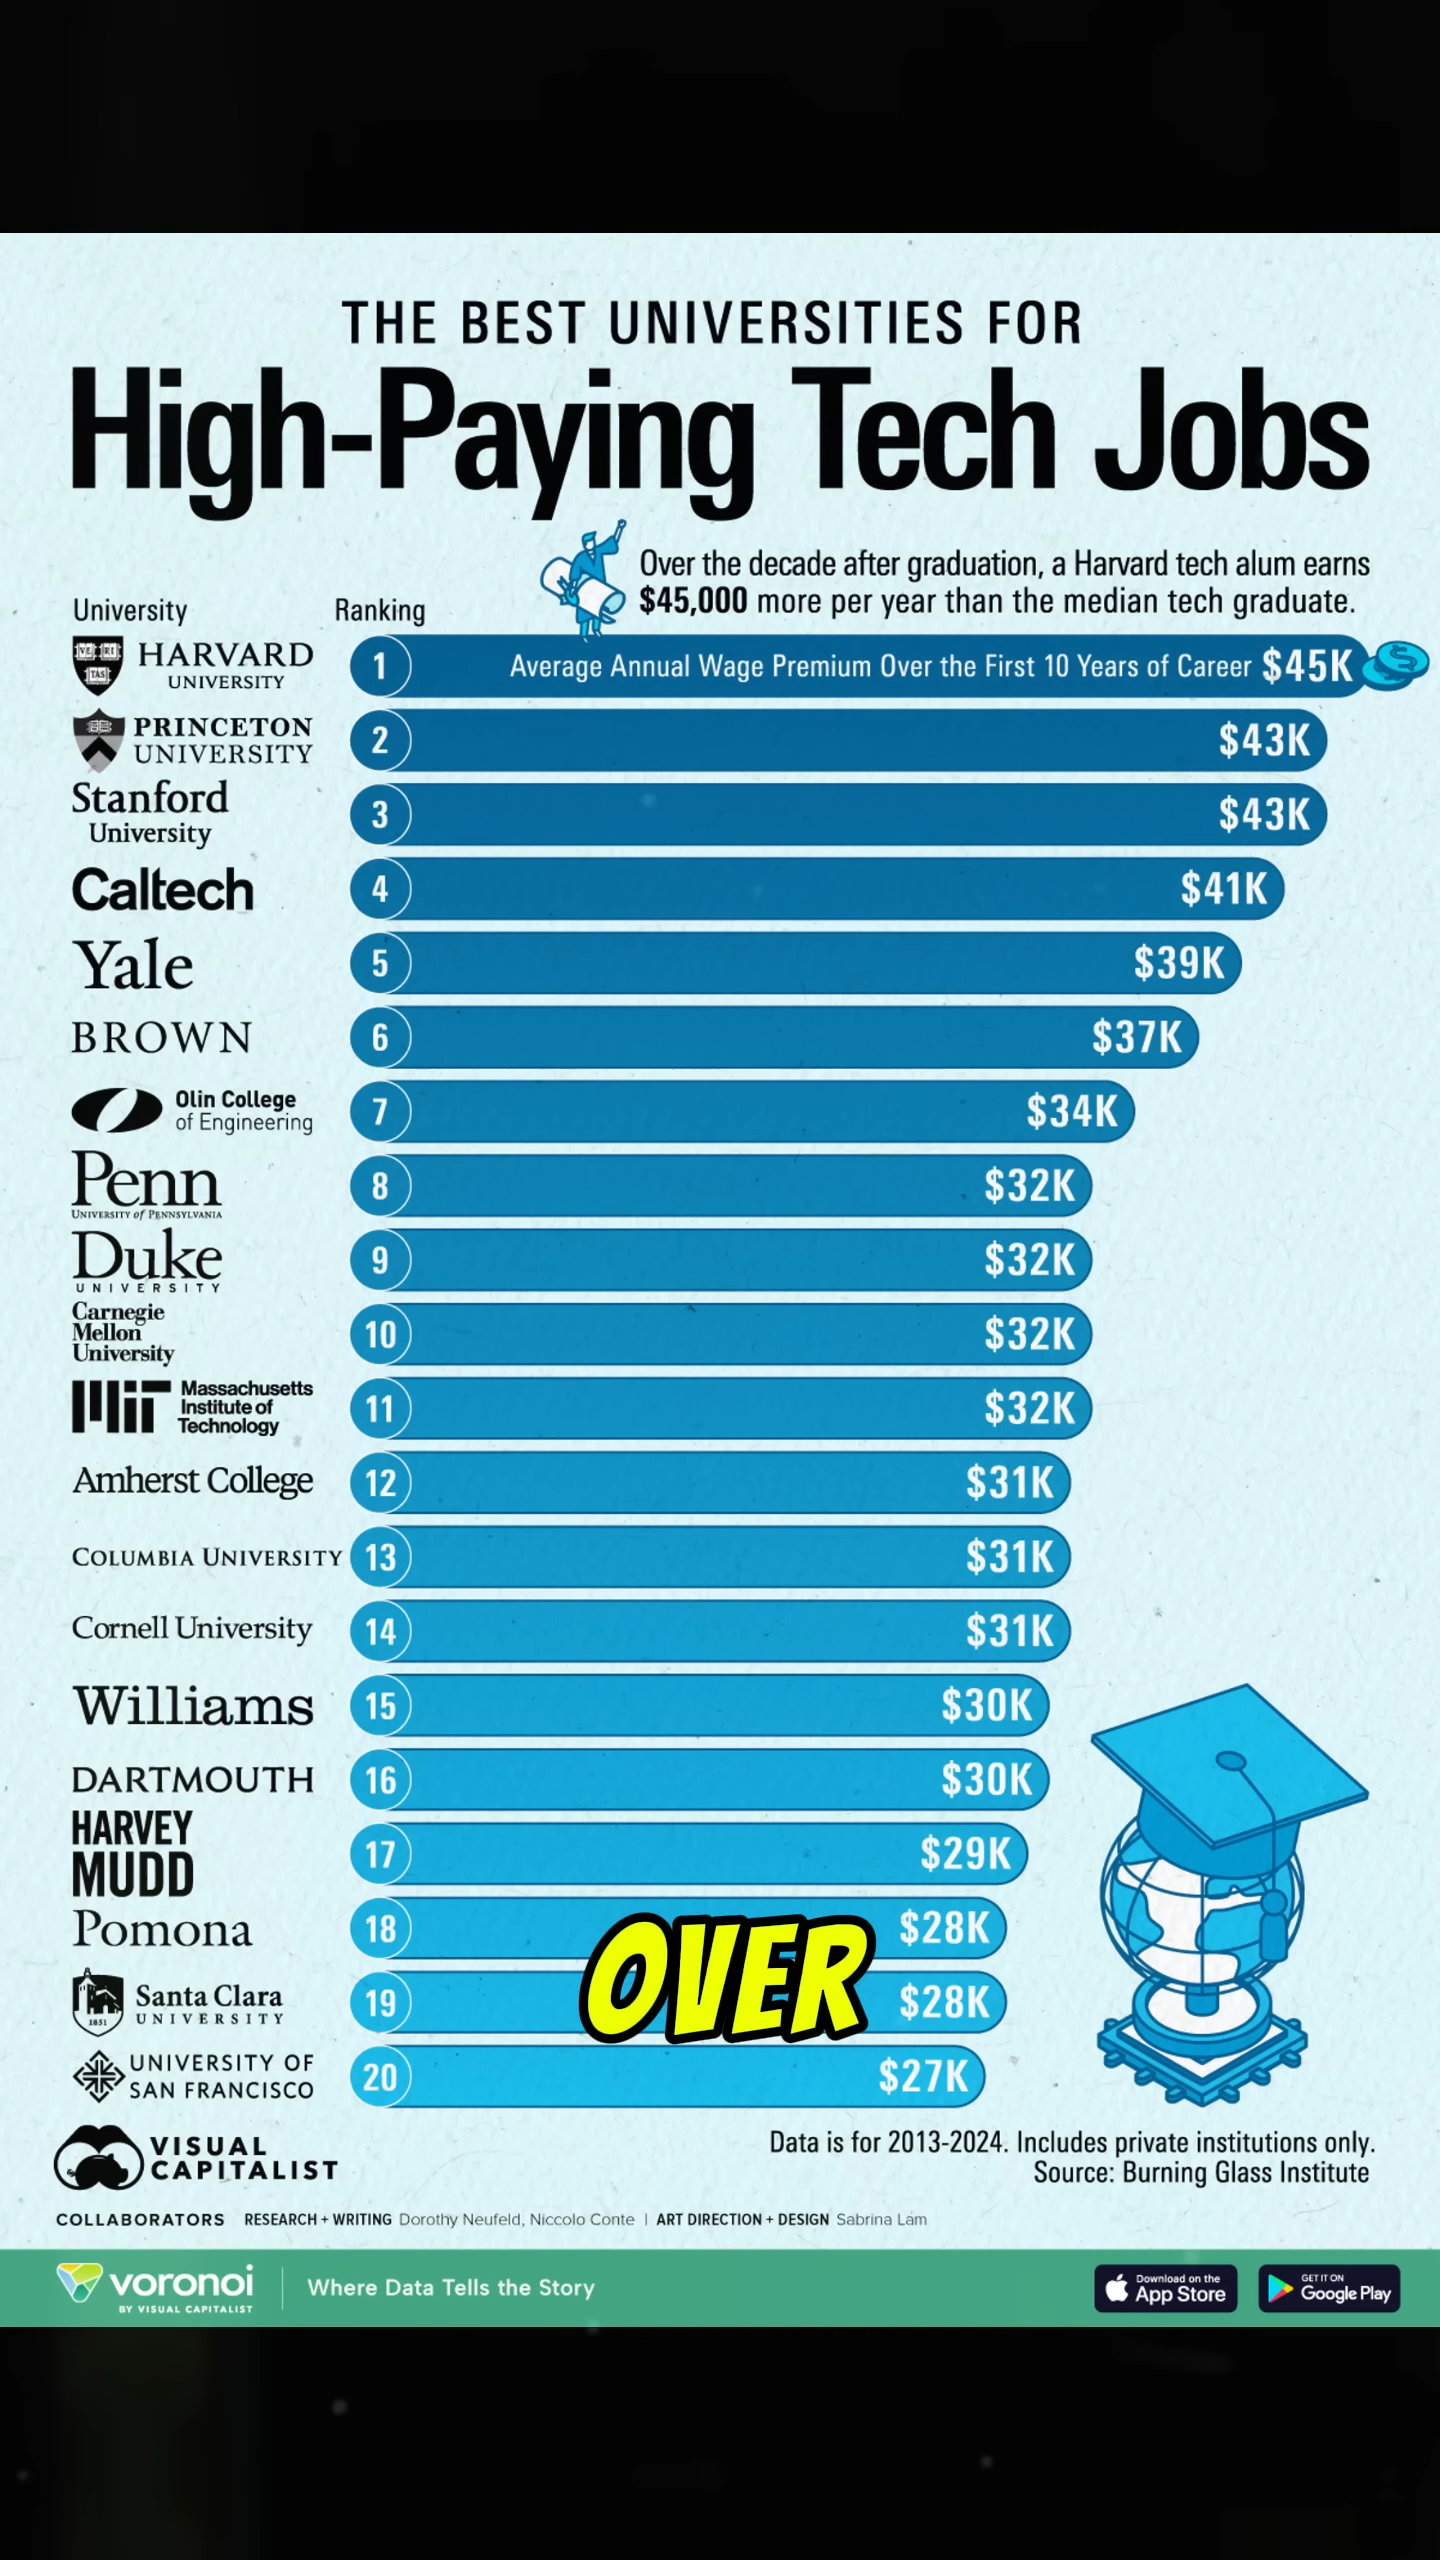 THE BEST UNIVERSITIES FOR
High-Paying Tech Jobs
Over the decade after graduation, a Harvard tech alum earns
$45,000 more per year than the median tech graduate.
University Ranking
HARVARD
UNIVERSITY
1 Average Annual Wage Premium Over the First 10 Years of Career $45K
PRINCETON
UNIVERSITY
2 $43K
Stanford
University
3 $43K
Caltech 4 $41K
Yale 5 $39K
BROWN 6 $37K
Olin College
of Engineering
7 $34K
Penn
UNIVERSITY of PENNSYLVANIA
8 $32K
Duke
UNIVERSITY
9 $32K
Carnegie
Mellon
University
10 $32K
MIT Massachusetts
Institute of
Technology
11 $32K
Amherst College 12 $31K
COLUMBIA UNIVERSITY 13 $31K
Cornell University 14 $31K
Williams 15 $30K
DARTMOUTH 16 $30K
HARVEY
MUDD
17 $29K
Pomona 18 $28K
OVER
1851
Santa Clara
UNIVERSITY
19 $28K
UNIVERSITY OF
SAN FRANCISCO
20 $27K
VISUAL
CAPITALIST
Data is for 2013-2024. Includes private institutions only.
Source: Burning Glass Institute
COLLABORATORS RESEARCH + WRITING Dorothy Neufeld, Niccolo Conte | ART DIRECTION + DESIGN Sabrina Lam
voronoi
BY VISUAL CAPITALIST
Where Data Tells the Story
Download on the
App Store
GET IT ON
Google Play